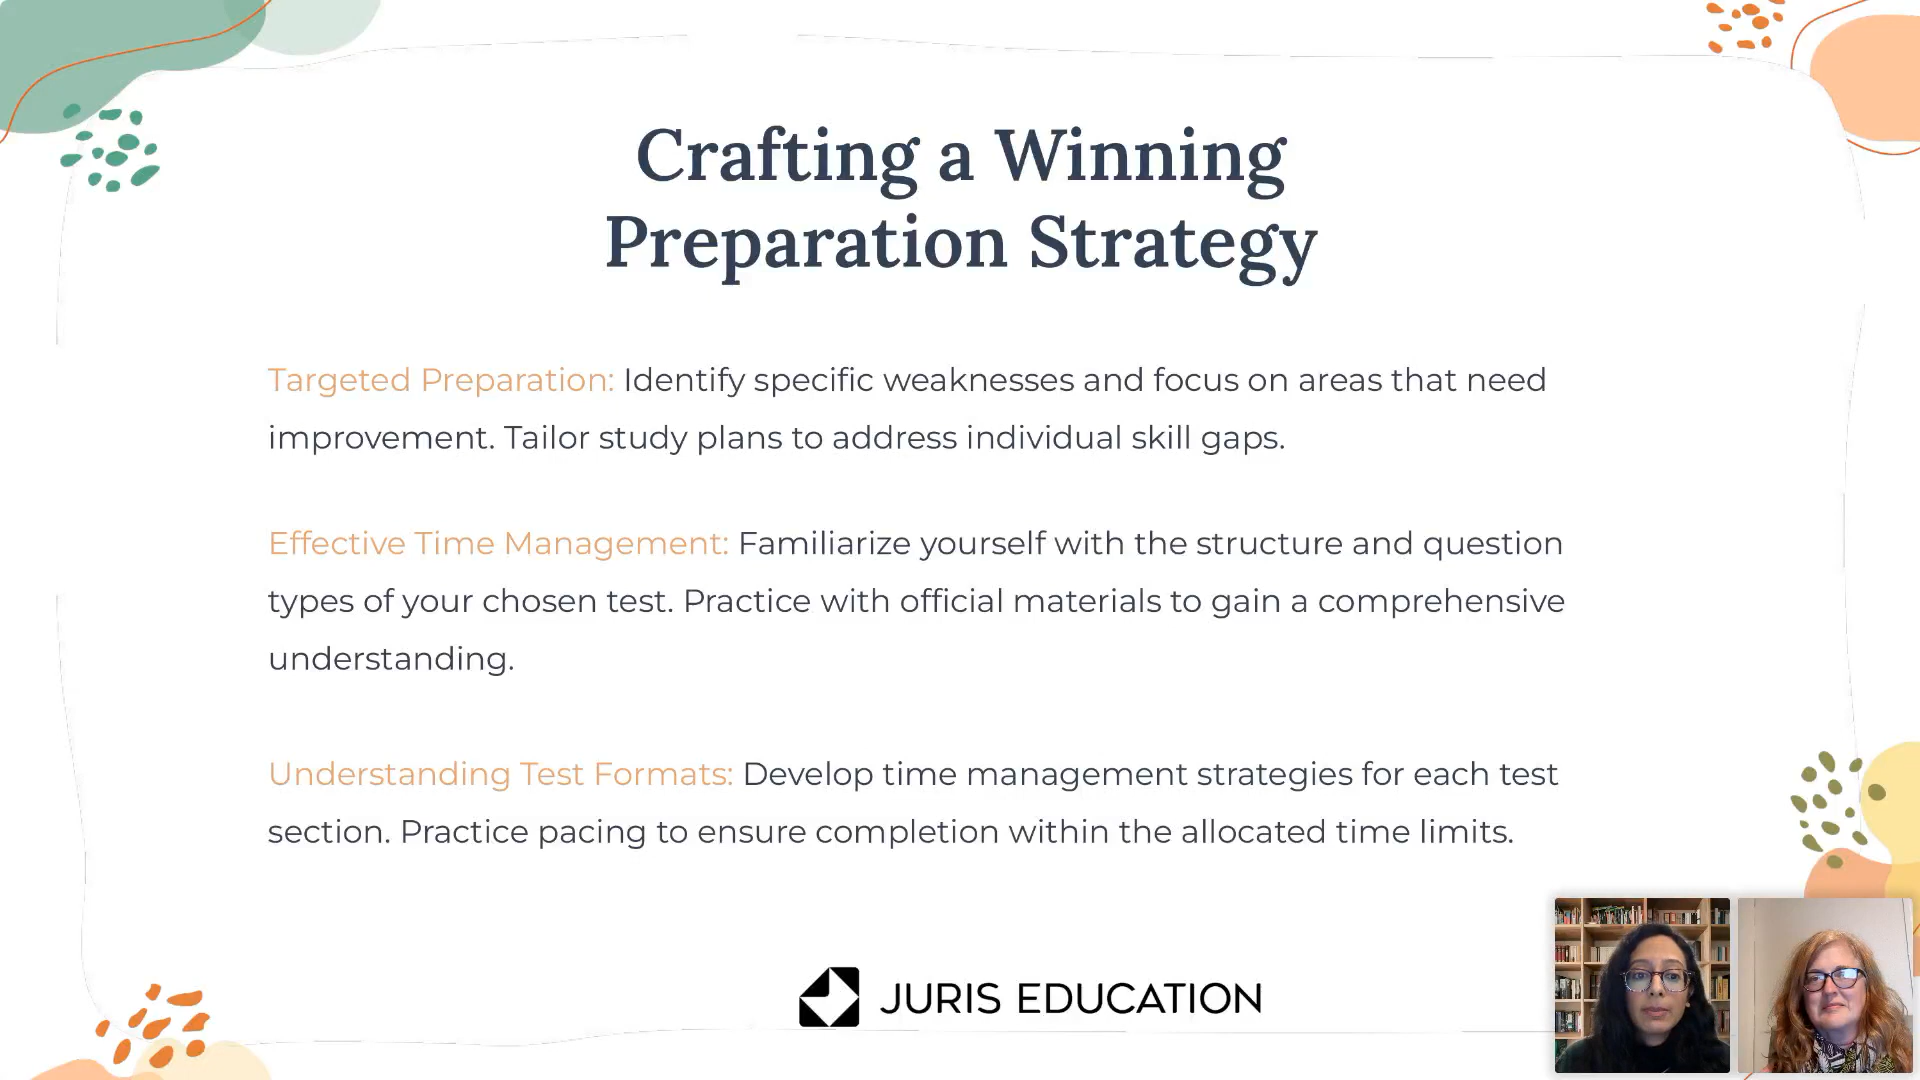 Crafting a Winning
Preparation Strategy
Targeted Preparation: Identify specific weaknesses and focus on areas that need
improvement. Tailor study plans to address individual skill gaps.
Effective Time Management: Familiarize yourself with the structure and question
types of your chosen test. Practice with official materials to gain a comprehensive
understanding.
Understanding Test Formats: Develop time management strategies for each test
section. Practice pacing to ensure completion within the allocated time limits.
JURIS EDUCATION